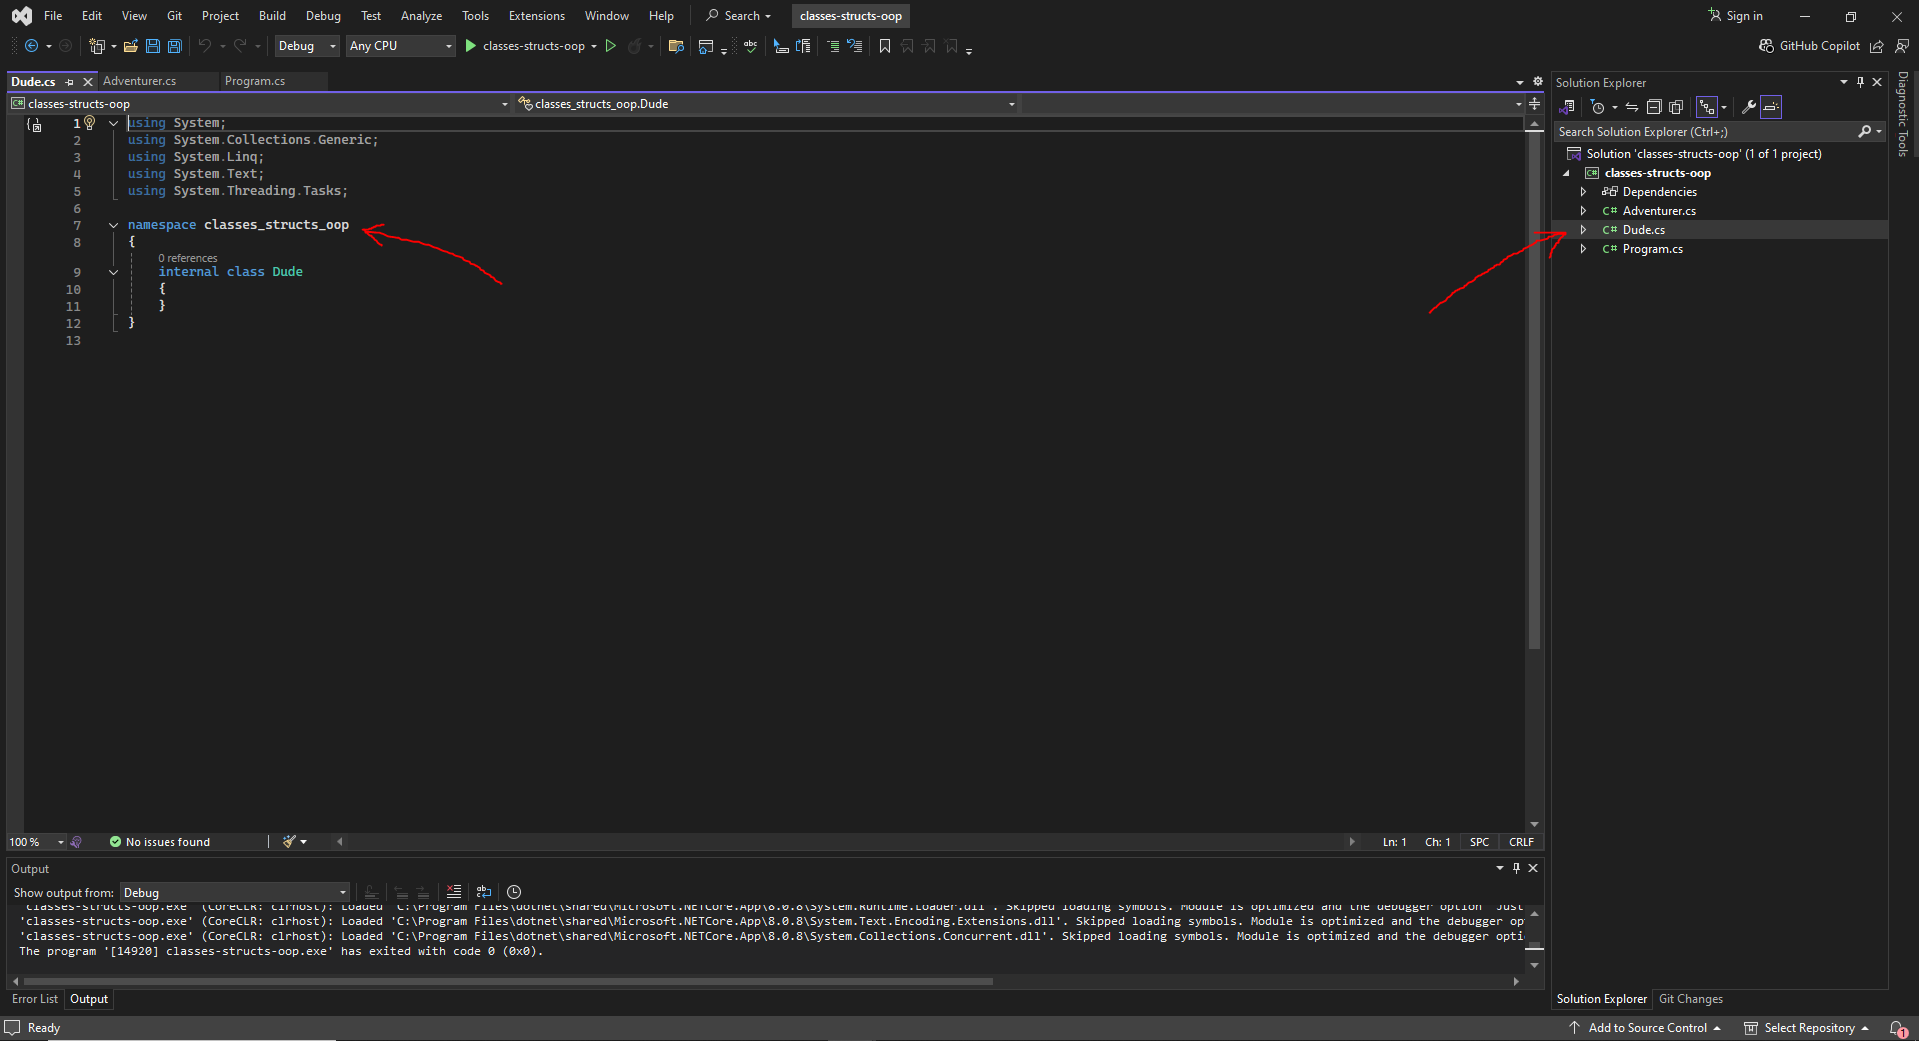 File Edit View Git Project Build Debug Test Analyze Tools Extensions Window Help Search classes-structs-oop Sign in
Debug Any CPU classes-structs-oop GitHub Copilot
Dude.cs Adventurer.cs Program.cs
classes-structs-oop classes_structs_oop.Dude
1 using System;
2 using System.Collections.Generic;
3 using System.Linq;
4 using System.Text;
5 using System.Threading.Tasks;
6
7 namespace classes_structs_oop
8 {
0 references
9 internal class Dude
10 {
11 }
12 }
13
100 % No issues found Ln: 1 Ch: 1 SPC CRLF
Output
Show output from: Debug
'classes-structs-oop.exe' (CoreCLR: clrhost): Loaded 'C:\Program Files\dotnet\shared\Microsoft.NETCore.App\8.0.8\System.Runtime.Loader.dll'. Skipped loading symbols. Module is optimized and the debugger option 'Just
'classes-structs-oop.exe' (CoreCLR: clrhost): Loaded 'C:\Program Files\dotnet\shared\Microsoft.NETCore.App\8.0.8\System.Text.Encoding.Extensions.dll'. Skipped loading symbols. Module is optimized and the debugger op
'classes-structs-oop.exe' (CoreCLR: clrhost): Loaded 'C:\Program Files\dotnet\shared\Microsoft.NETCore.App\8.0.8\System.Collections.Concurrent.dll'. Skipped loading symbols. Module is optimized and the debugger opti
The program '[14920] classes-structs-oop.exe' has exited with code 0 (0x0).
Error List Output
Solution Explorer
Search Solution Explorer (Ctrl+;)
Solution 'classes-structs-oop' (1 of 1 project)
C# classes-structs-oop
Dependencies
C# Adventurer.cs
C# Dude.cs
C# Program.cs
Solution Explorer Git Changes
Diagnostic Tools
Ready Add to Source Control Select Repository 1